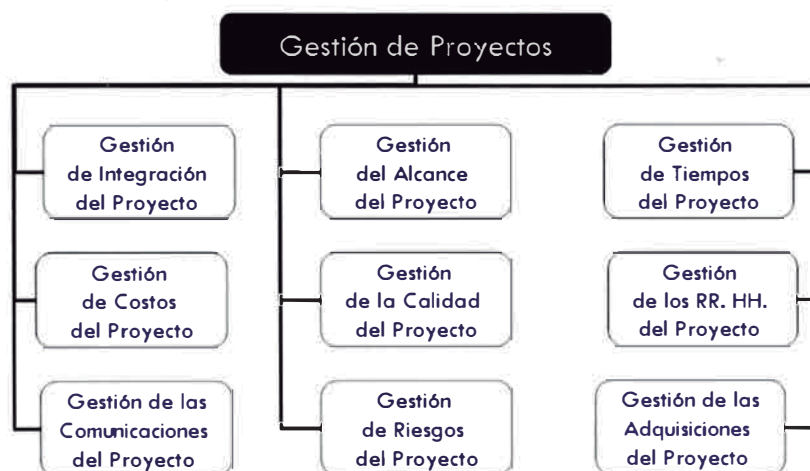 Gestión de Proyectos
Gestión
de Integración
del Proyecto
Gestión
del Alcance
del Proyecto
Gestión
de Tiempos
del Proyecto
Gestión
de Costos
del Proyecto
Gestión
de la Calidad
del Proyecto
Gestión
de los RR. HH.
del Proyecto
Gestión de las
Comunicaciones
del Proyecto
Gestión
de Riesgos
del Proyecto
Gestión de las
Adquisiciones
del Proyecto